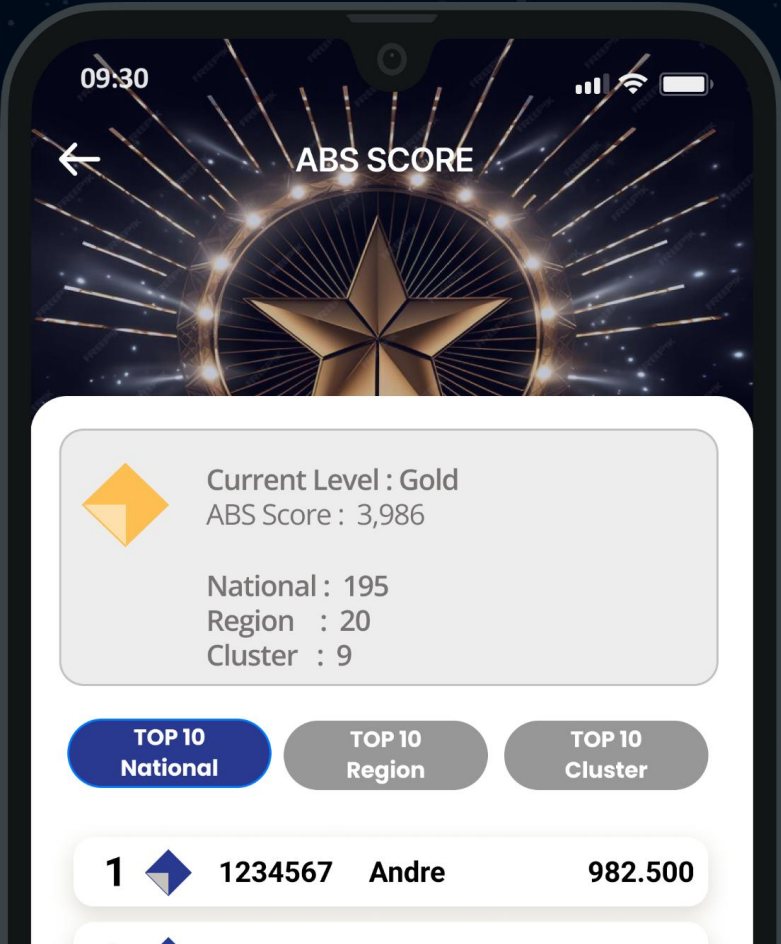 09:30
ABS SCORE
Current Level : Gold
ABS Score : 3,986
National : 195
Region : 20
Cluster : 9
TOP 10
National
TOP 10
Region
TOP 10
Cluster
1 1234567 Andre 982.500